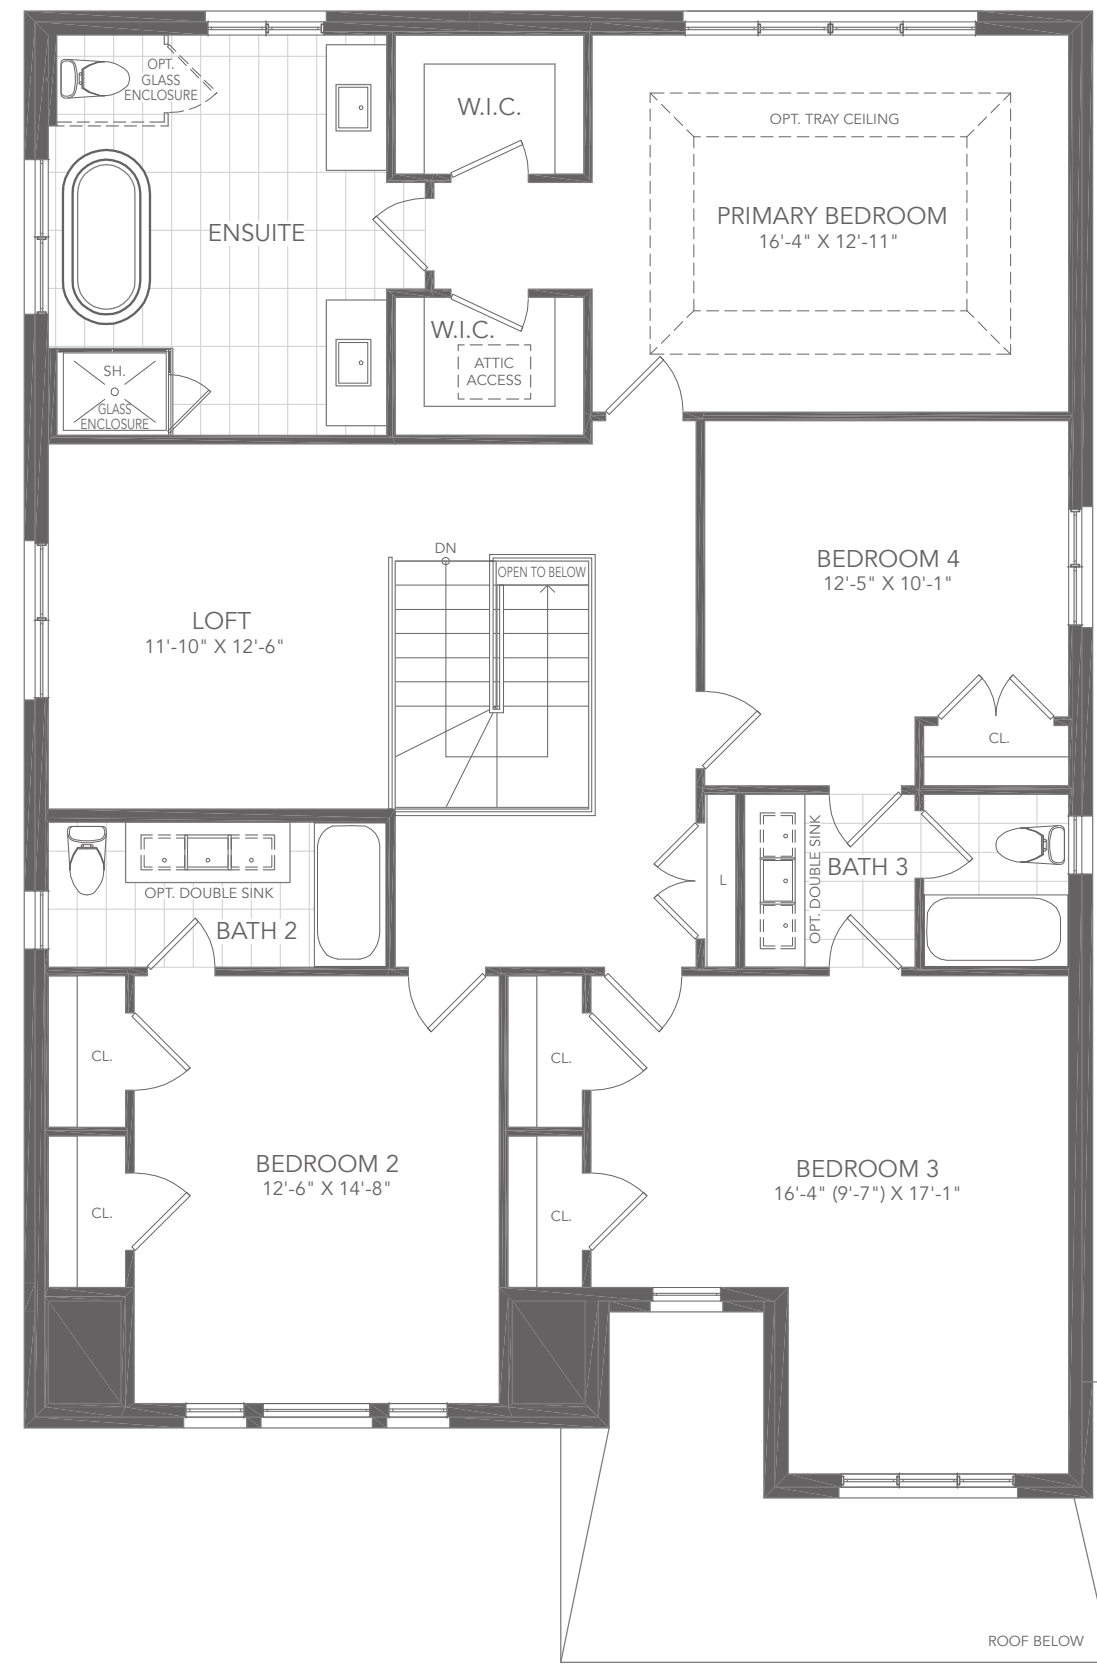 OPT.
GLASS
ENCLOSURE
W.I.C.
OPT. TRAY CEILING
ENSUITE
PRIMARY BEDROOM
16'-4" X 12'-11"
W.I.C.
ATTIC
ACCESS
SH.
GLASS
ENCLOSURE
DN
OPEN TO BELOW
BEDROOM 4
12'-5" X 10'-1"
LOFT
11'-10" X 12'-6"
CL.
OPT. DOUBLE SINK
BATH 2
L
OPT. DOUBLE SINK
BATH 3
CL.
CL.
BEDROOM 2
12'-6" X 14'-8"
BEDROOM 3
16'-4" (9'-7") X 17'-1"
CL.
CL.
ROOF BELOW